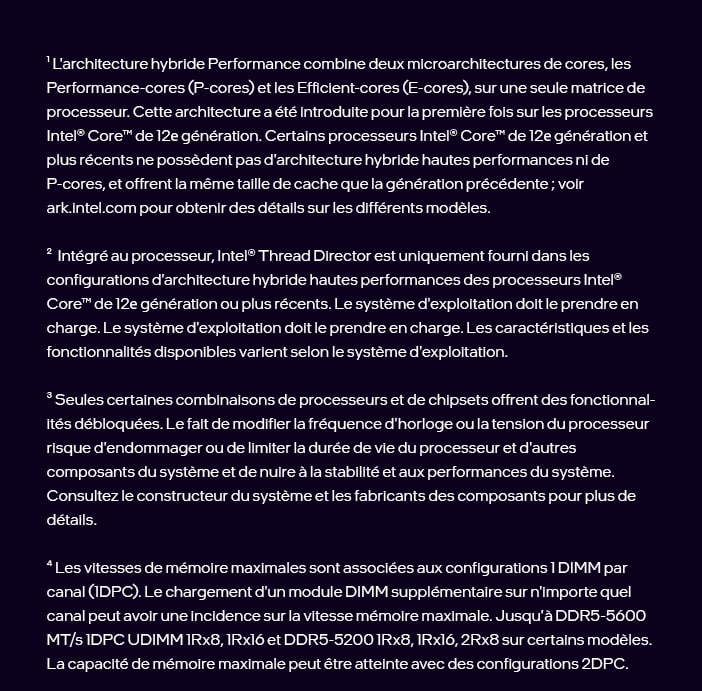 ¹ L'architecture hybride Performance combine deux microarchitectures de cores, les
Performance-cores (P-cores) et les Efficient-cores (E-cores), sur une seule matrice de
processeur. Cette architecture a été introduite pour la première fois sur les processeurs
Intel® Core™ de 12e génération. Certains processeurs Intel® Core™ de 12e génération et
plus récents ne possèdent pas d'architecture hybride hautes performances ni de
P-cores, et offrent la même taille de cache que la génération précédente ; voir
ark.intel.com pour obtenir des détails sur les différents modèles.
² Intégré au processeur, Intel® Thread Director est uniquement fourni dans les
configurations d'architecture hybride hautes performances des processeurs Intel®
Core™ de 12e génération ou plus récents. Le système d'exploitation doit le prendre en
charge. Le système d'exploitation doit le prendre en charge. Les caractéristiques et les
fonctionnalités disponibles varient selon le système d'exploitation.
³ Seules certaines combinaisons de processeurs et de chipsets offrent des fonctionnal-
ités débloquées. Le fait de modifier la fréquence d'horloge ou la tension du processeur
risque d'endommager ou de limiter la durée de vie du processeur et d'autres
composants du système et de nuire à la stabilité et aux performances du système.
Consultez le constructeur du système et les fabricants des composants pour plus de
détails.
⁴ Les vitesses de mémoire maximales sont associées aux configurations 1 DIMM par
canal (1DPC). Le chargement d'un module DIMM supplémentaire sur n'importe quel
canal peut avoir une incidence sur la vitesse mémoire maximale. Jusqu'à DDR5-5600
MT/s 1DPC UDIMM 1Rx8, 1Rx16 et DDR5-5200 1Rx8, 1Rx16, 2Rx8 sur certains modèles.
La capacité de mémoire maximale peut être atteinte avec des configurations 2DPC.